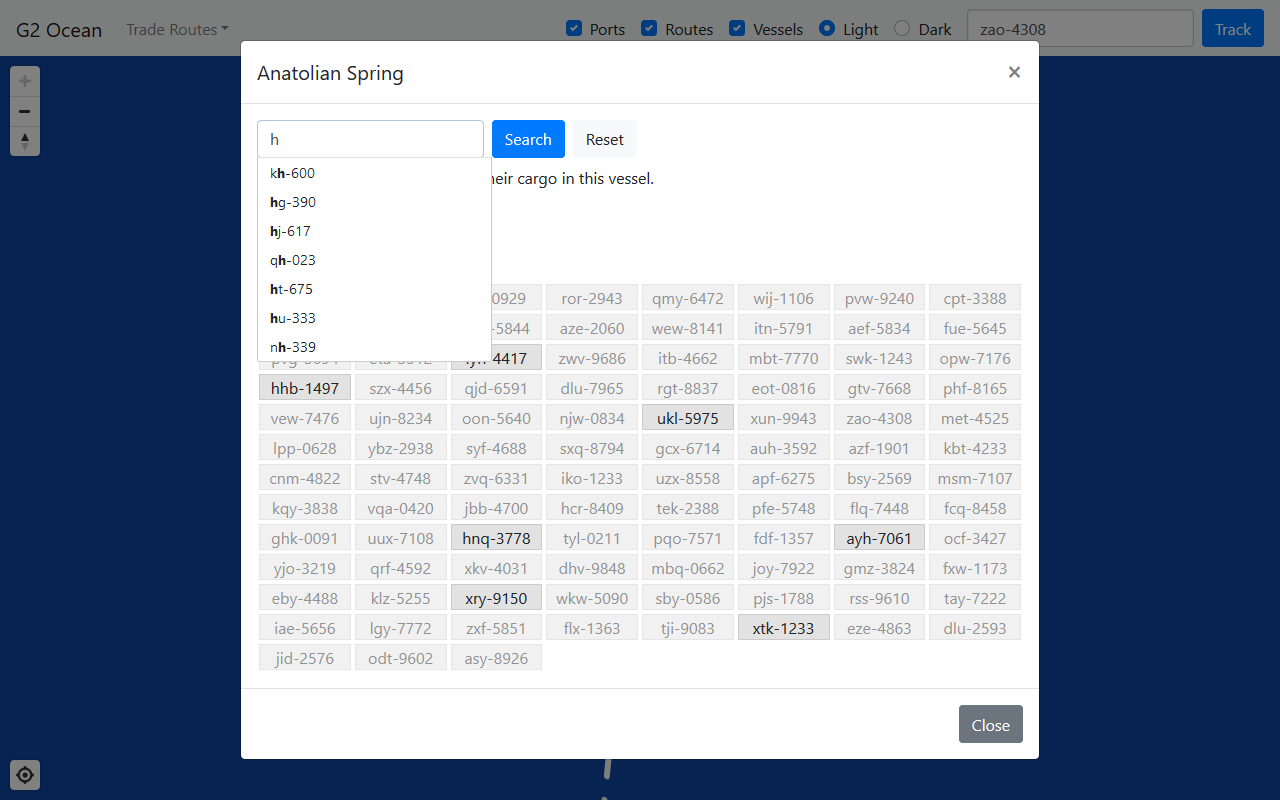 G2 Ocean Trade Routes Ports Routes Vessels Light Dark zao-4308 Track
Anatolian Spring ×
h Search Reset
kh-600
heir cargo in this vessel.
hg-390
hj-617
qh-023
ht-675
0929 ror-2943 qmy-6472 wij-1106 pvw-9240 cpt-3388
hu-333
-5844 aze-2060 wew-8141 itn-5791 aef-5834 fue-5645
nh-339
4417 zwv-9686 itb-4662 mbt-7770 swk-1243 opw-7176
hhb-1497 szx-4456 qjd-6591 dlu-7965 rgt-8837 eot-0816 gtv-7668 phf-8165
vew-7476 ujn-8234 oon-5640 njw-0834 ukl-5975 xun-9943 zao-4308 met-4525
lpp-0628 ybz-2938 syf-4688 sxq-8794 gcx-6714 auh-3592 azf-1901 kbt-4233
cnm-4822 stv-4748 zvq-6331 iko-1233 uzx-8558 apf-6275 bsy-2569 msm-7107
kqy-3838 vqa-0420 jbb-4700 hcr-8409 tek-2388 pfe-5748 flq-7448 fcq-8458
ghk-0091 uux-7108 hnq-3778 tyl-0211 pqo-7571 fdf-1357 ayh-7061 ocf-3427
yjo-3219 qrf-4592 xkv-4031 dhv-9848 mbq-0662 joy-7922 gmz-3824 fxw-1173
eby-4488 klz-5255 xry-9150 wkw-5090 sby-0586 pjs-1788 rss-9610 tay-7222
iae-5656 lgy-7772 zxf-5851 flx-1363 tji-9083 xtk-1233 eze-4863 dlu-2593
jid-2576 odt-9602 asy-8926
Close